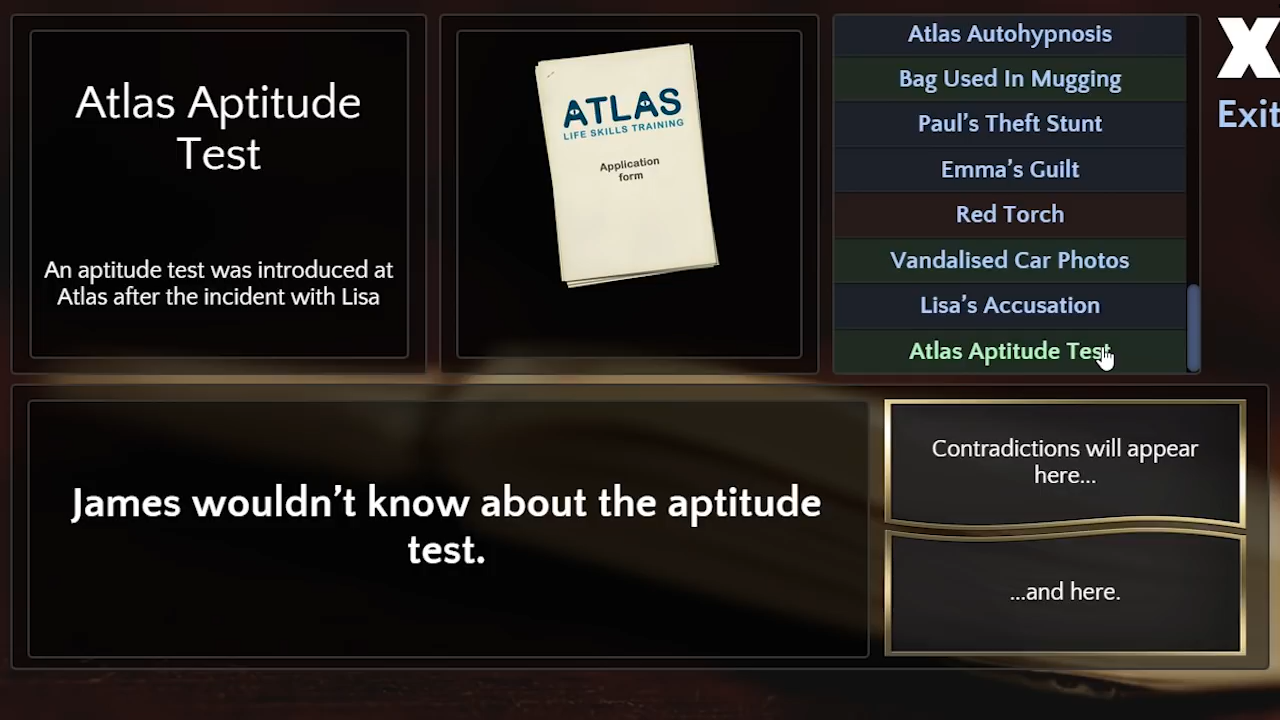 Atlas Aptitude
Test
An aptitude test was introduced at
Atlas after the incident with Lisa
ATLAS
LIFE SKILLS TRAINING
Application
form
Atlas Autohypnosis
Bag Used In Mugging
Paul's Theft Stunt
Emma's Guilt
Red Torch
Vandalised Car Photos
Lisa's Accusation
Atlas Aptitude Test
X
Exit
James wouldn't know about the aptitude
test.
Contradictions will appear
here...
...and here.